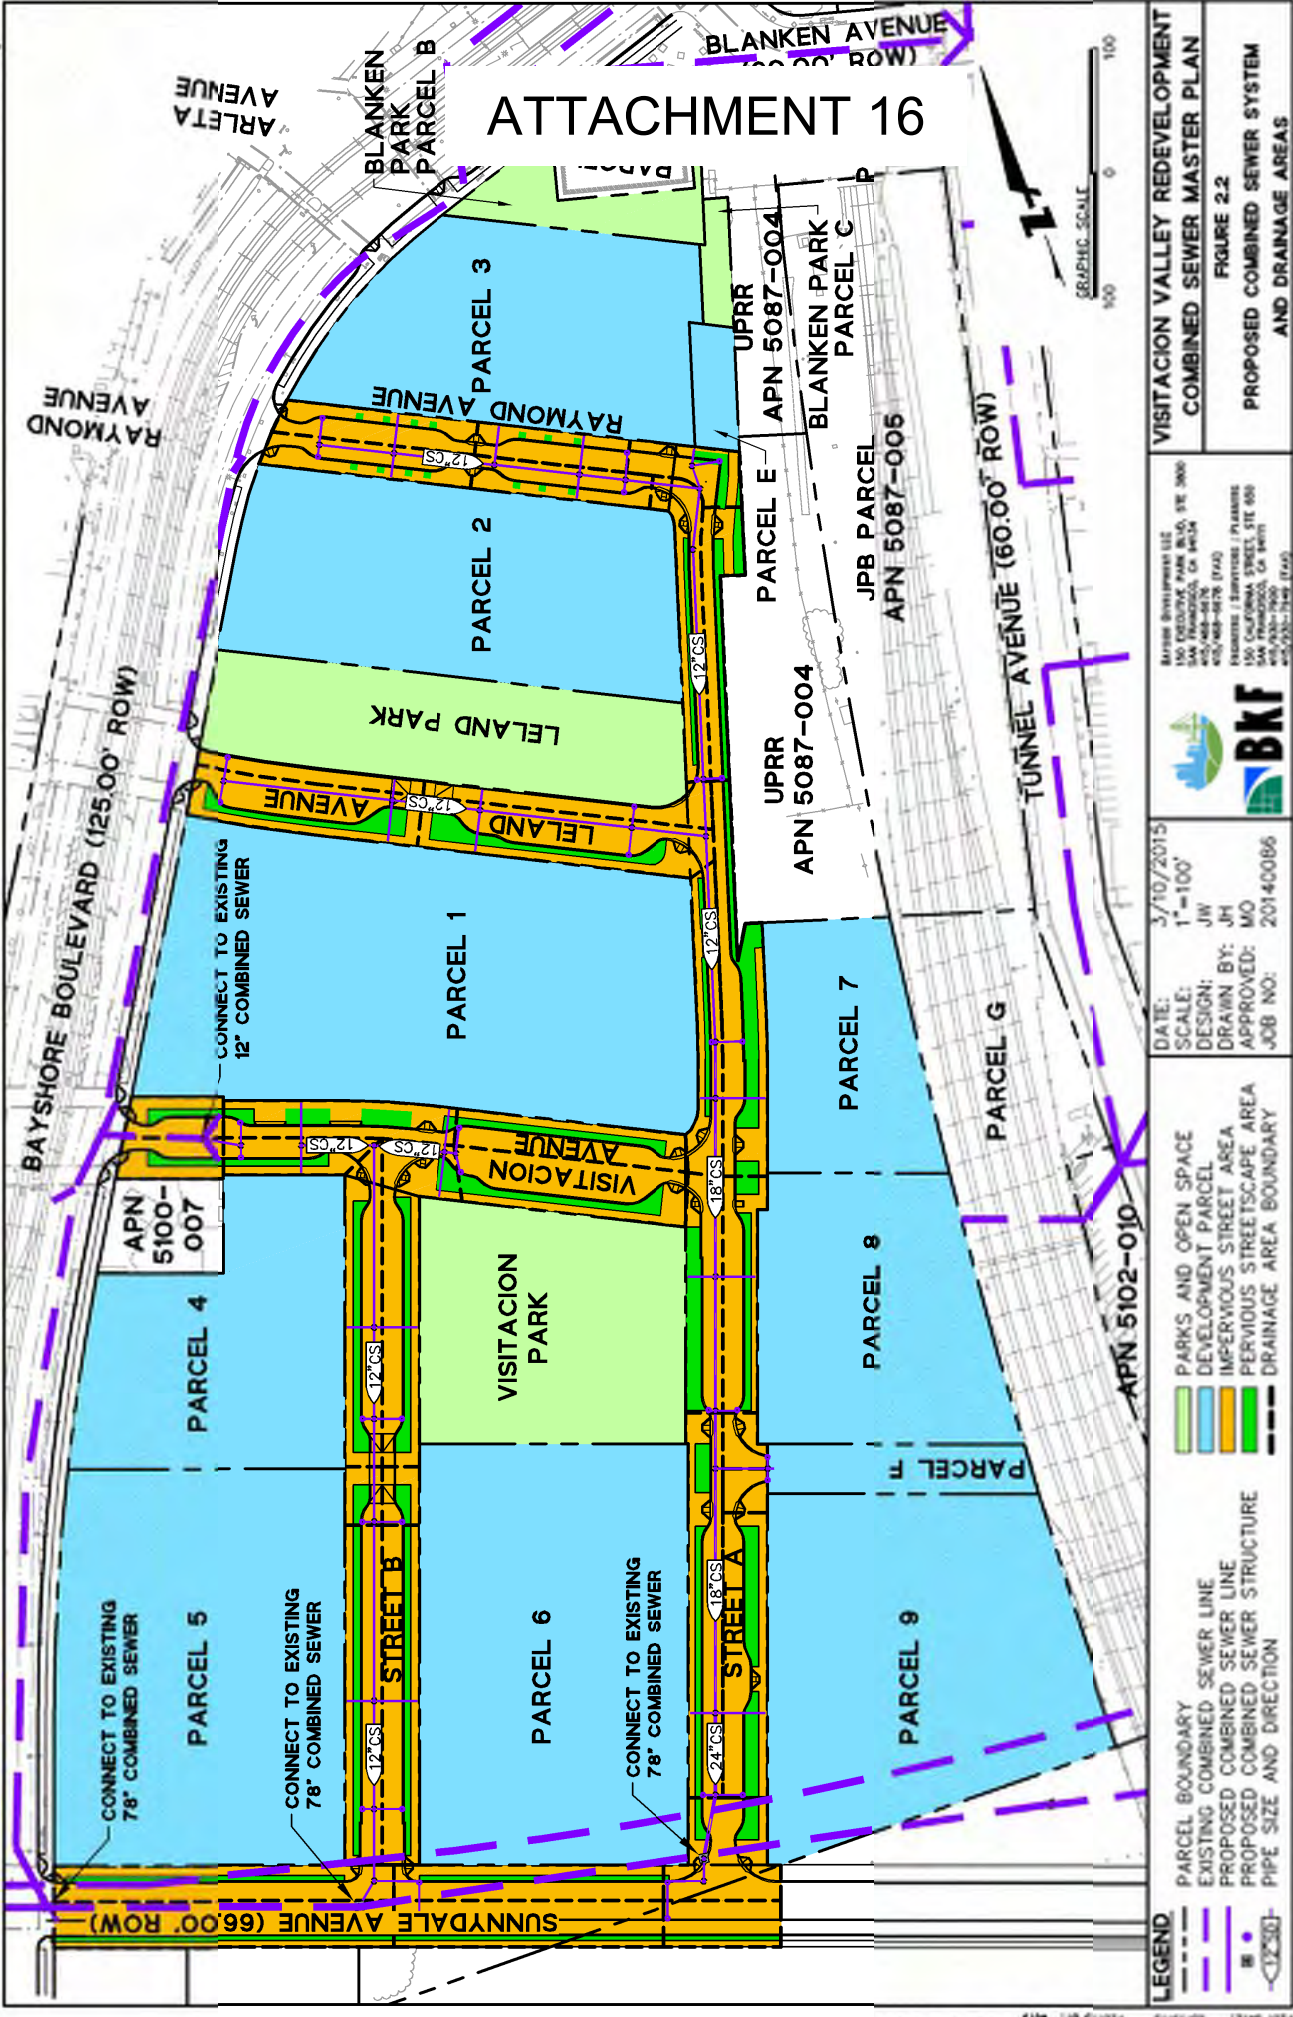 ATTACHMENT 16
BLANKEN AVENUE
(60.00' ROW)
ARLETA
AVENUE
BLANKEN
PARK
PARCEL B
RAYMOND
AVENUE
BAYSHORE BOULEVARD (125.00' ROW)
PARCEL 3
RAYMOND AVENUE
12"CS
PARCEL 2
LELAND PARK
LELAND
AVENUE
12"CS
12"CS
12"CS
UPRR
APN 5087-004
BLANKEN PARK
PARCEL C
PARCEL E
JPB PARCEL
APN 5087-005
UPRR
APN 5087-004
TUNNEL AVENUE (60.00' ROW)
CONNECT TO EXISTING
12" COMBINED SEWER
PARCEL 1
PARCEL 7
PARCEL G
VISITACION
AVENUE
12"CS
12"CS
18"CS
APN
5100-
007
PARCEL 4
12"CS
VISITACION
PARK
PARCEL 8
PARCEL F
APN 5102-010
PARCEL 5
STREET B
12"CS
PARCEL 6
STREET A
18"CS
24"CS
PARCEL 9
CONNECT TO EXISTING
78" COMBINED SEWER
CONNECT TO EXISTING
78" COMBINED SEWER
CONNECT TO EXISTING
78" COMBINED SEWER
SUNNYDALE AVENUE (66.00' ROW)
GRAPHIC SCALE
100
0
100
LEGEND
PARCEL BOUNDARY
EXISTING COMBINED SEWER LINE
PROPOSED COMBINED SEWER LINE
PROPOSED COMBINED SEWER STRUCTURE
PIPE SIZE AND DIRECTION
PARKS AND OPEN SPACE
DEVELOPMENT PARCEL
IMPERVIOUS STREET AREA
PERVIOUS STREETSCAPE AREA
DRAINAGE AREA BOUNDARY
DATE: 3/10/2015
SCALE: 1"=100'
DESIGN: JW
DRAWN BY: JH
APPROVED: MO
JOB NO: 20140086
BKF
VISITACION VALLEY REDEVELOPMENT
COMBINED SEWER MASTER PLAN
FIGURE 2.2
PROPOSED COMBINED SEWER SYSTEM
AND DRAINAGE AREAS